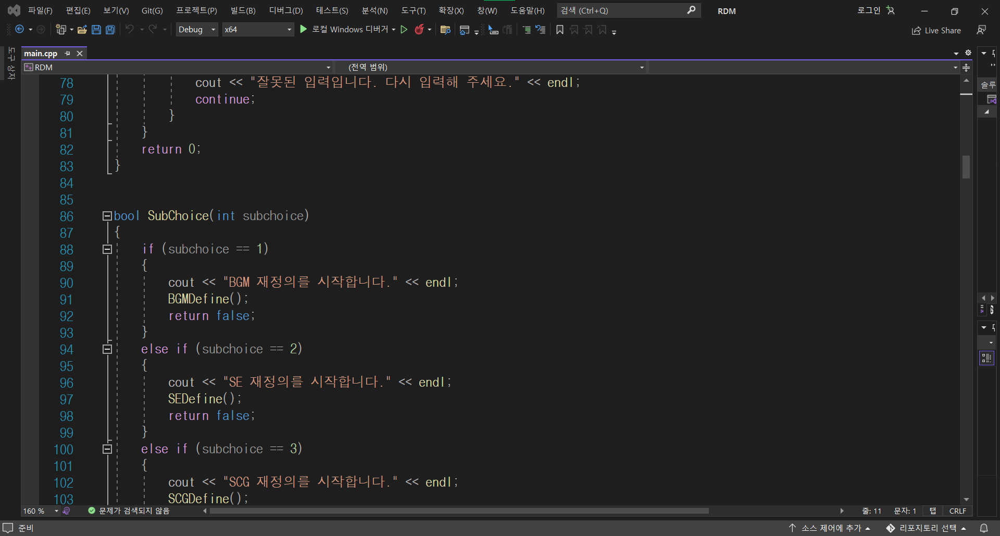 파일(F) 편집(E) 보기(V) Git(G) 프로젝트(P) 빌드(B) 디버그(D) 테스트(S) 분석(N) 도구(T) 확장(X) 창(W) 도움말(H) 검색 (Ctrl+Q) RDM 로그인
Debug x64 로컬 Windows 디버거 Live Share
도구 상자
main.cpp
RDM (전역 범위)
솔루
78 cout << "잘못된 입력입니다. 다시 입력해 주세요." << endl;
79 continue;
80 }
81 }
82 return 0;
83 }
84
85
86 bool SubChoice(int subchoice)
87 {
88 if (subchoice == 1)
89 {
90 cout << "BGM 재정의를 시작합니다." << endl;
91 BGMDefine();
92 return false;
93 }
94 else if (subchoice == 2)
95 {
96 cout << "SE 재정의를 시작합니다." << endl;
97 SEDefine();
98 return false;
99 }
100 else if (subchoice == 3)
101 {
102 cout << "SCG 재정의를 시작합니다." << endl;
103 SCGDefine();
160 % 문제가 검색되지 않음 줄: 11 문자: 1 탭 CRLF
준비 소스 제어에 추가 리포지토리 선택